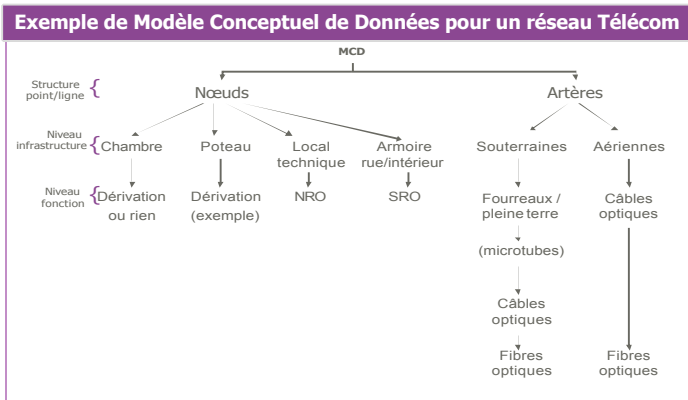 Exemple de Modèle Conceptuel de Données pour un réseau Télécom
MCD
Structure
point/ligne
{
Nœuds
Artères
Niveau
infrastructure
{
Chambre
Poteau
Local
technique
Armoire
rue/intérieur
Souterraines
Aériennes
Niveau
fonction
{
Dérivation
ou rien
Dérivation
(exemple)
NRO
SRO
Fourreaux /
pleine terre
Câbles
optiques
(microtubes)
Câbles
optiques
Fibres
optiques
Fibres
optiques